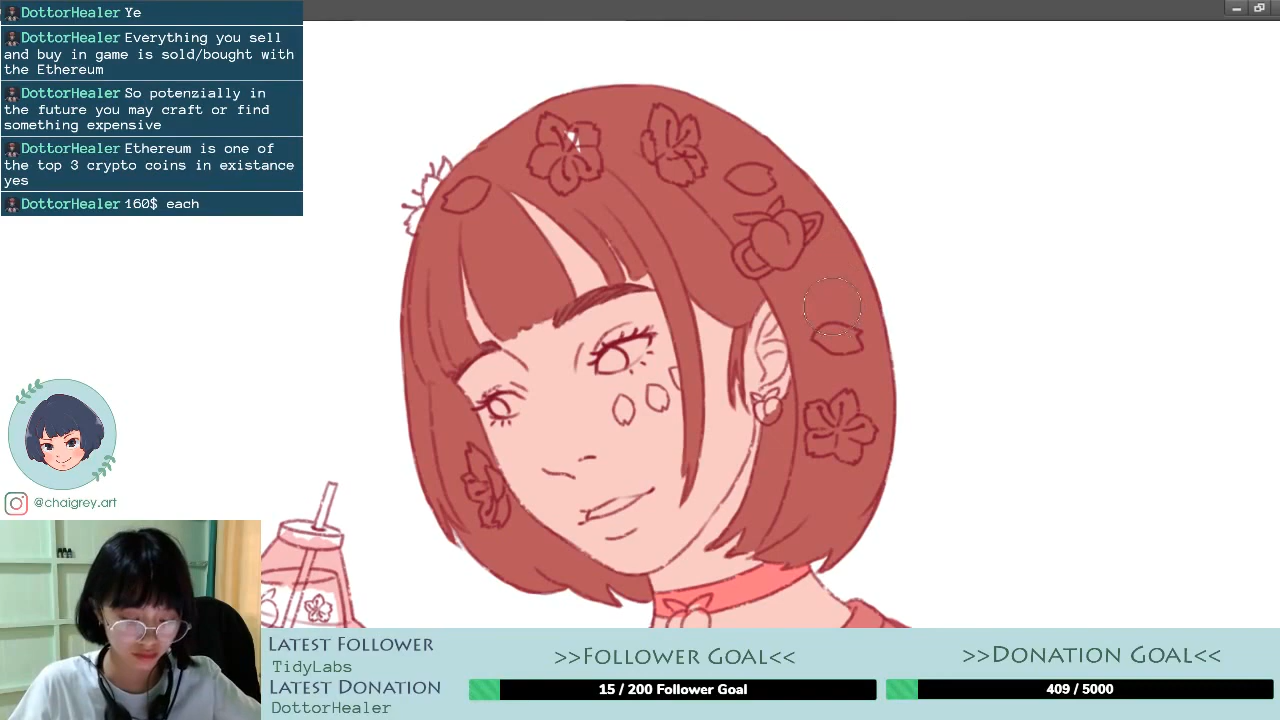 DottorHealer Ye
DottorHealer Everything you sell
and buy in game is sold/bought with
the Ethereum
DottorHealer So potenzially in
the future you may craft or find
something expensive
DottorHealer Ethereum is one of
the top 3 crypto coins in existance
yes
DottorHealer 160$ each
@chaigrey.art
LATEST FOLLOWER
TidyLabs
LATEST DONATION
DottorHealer
>>FOLLOWER GOAL<<
15 / 200 Follower Goal
>>DONATION GOAL<<
409 / 5000